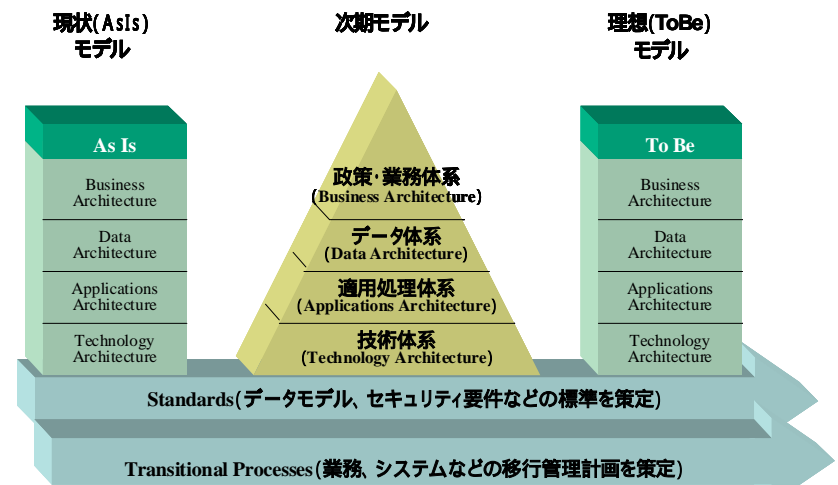 現状(AsIs)
モデル
次期モデル
理想(ToBe)
モデル
As Is
Business
Architecture
Data
Architecture
Applications
Architecture
Technology
Architecture
政策・業務体系
(Business Architecture)
データ体系
(Data Architecture)
適用処理体系
(Applications Architecture)
技術体系
(Technology Architecture)
To Be
Business
Architecture
Data
Architecture
Applications
Architecture
Technology
Architecture
Standards(データモデル、セキュリティ要件などの標準を策定)
Transitional Processes(業務、システムなどの移行管理計画を策定)